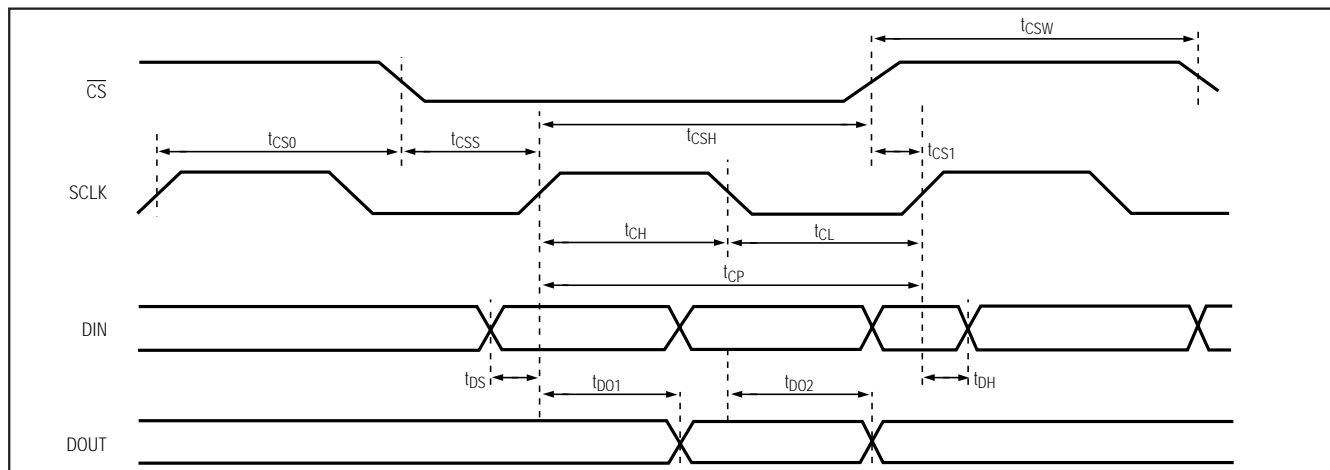 tCSW
CS
tCS0
tCSS
tCSH
tCS1
SCLK
tCH
tCL
tCP
DIN
tDS
tDO1
tDO2
tDH
DOUT